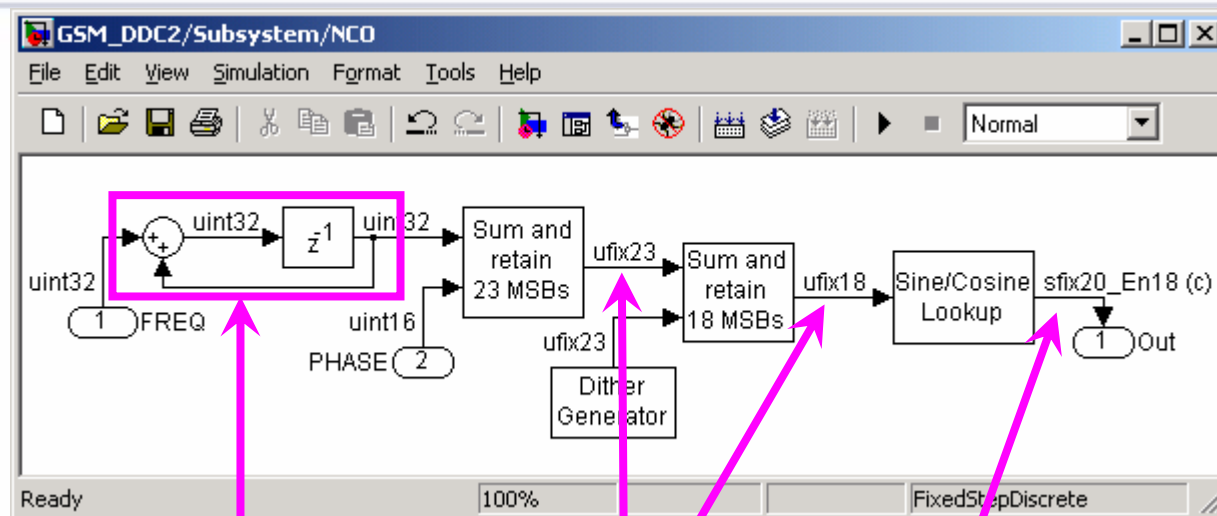 GSM_DDC2/Subsystem/NCO
File Edit View Simulation Format Tools Help
Normal
uint32
uint32
z-1
uint32
1
FREQ
uint16
PHASE
2
Sum and
retain
23 MSBs
ufix23
ufix23
Dither
Generator
Sum and
retain
18 MSBs
ufix18
Sine/Cosine
Lookup
sfix20_En18 (c)
1
Out
Ready
100%
FixedStepDiscrete